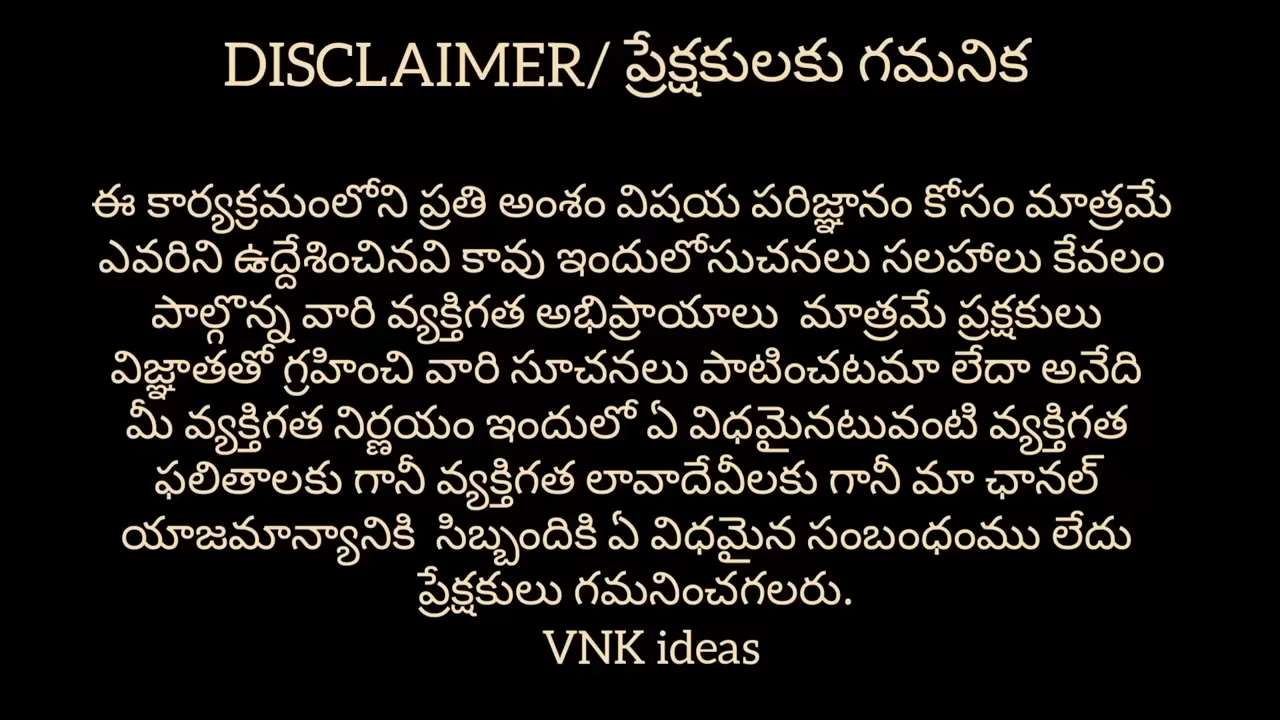 DISCLAIMER/ ప్రేక్షకులకు గమనిక
ఈ కార్యక్రమంలోని ప్రతి అంశం విషయ పరిజ్ఞానం కోసం మాత్రమే
ఎవరిని ఉద్దేశించినవి కావు ఇందులోసుచనలు సలహాలు కేవలం
పాల్గొన్న వారి వ్యక్తిగత అభిప్రాయాలు మాత్రమే ప్రక్షకులు
విజ్ఞాతతో గ్రహించి వారి సూచనలు పాటించటమా లేదా అనేది
మీ వ్యక్తిగత నిర్ణయం ఇందులో ఏ విధమైనటువంటి వ్యక్తిగత
ఫలితాలకు గానీ వ్యక్తిగత లావాదేవీలకు గానీ మా ఛానల్
యాజమాన్యానికి సిబ్బందికి ఏ విధమైన సంబంధంము లేదు
ప్రేక్షకులు గమనించగలరు.
VNK ideas